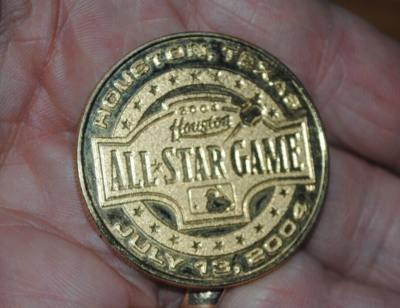 HOUSTON, TEXAS
2004
Houston
ALL★STAR GAME
JULY 13, 2004